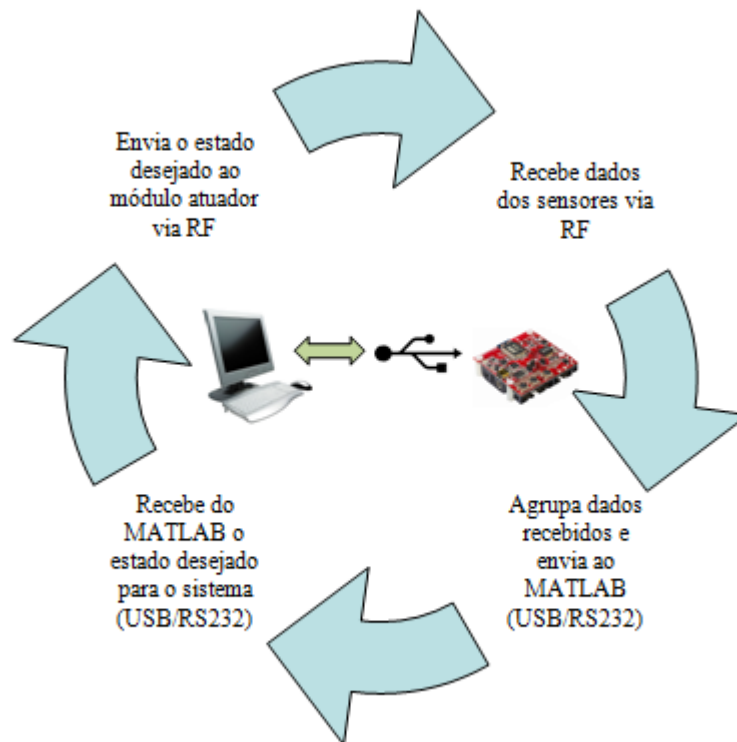 Envia o estado
desejado ao
módulo atuador
via RF
Recebe dados
dos sensores via
RF
Recebe do
MATLAB o
estado desejado
para o sistema
(USB/RS232)
Agrupa dados
recebidos e
envia ao
MATLAB
(USB/RS232)